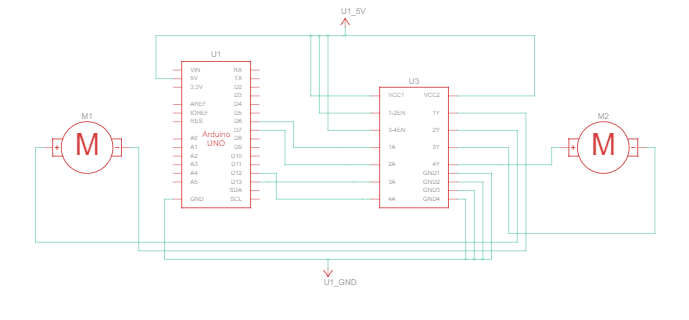 U1_5V
U1
VIN RX
5V TX
3.3V D2
D3
AREF D4
IOREF D5
RES D6
D7
Arduino
UNO
A0 D8
A1 D9
A2 D10
A3 D11
A4 D12
A5 D13
SDA
GND SCL
U3
VCC1 VCC2
1-2EN 1Y
3-4EN 2Y
1A 3Y
2A 4Y
GND1
3A GND2
GND3
4A GND4
M1
+ M -
M2
+ M -
U1_GND